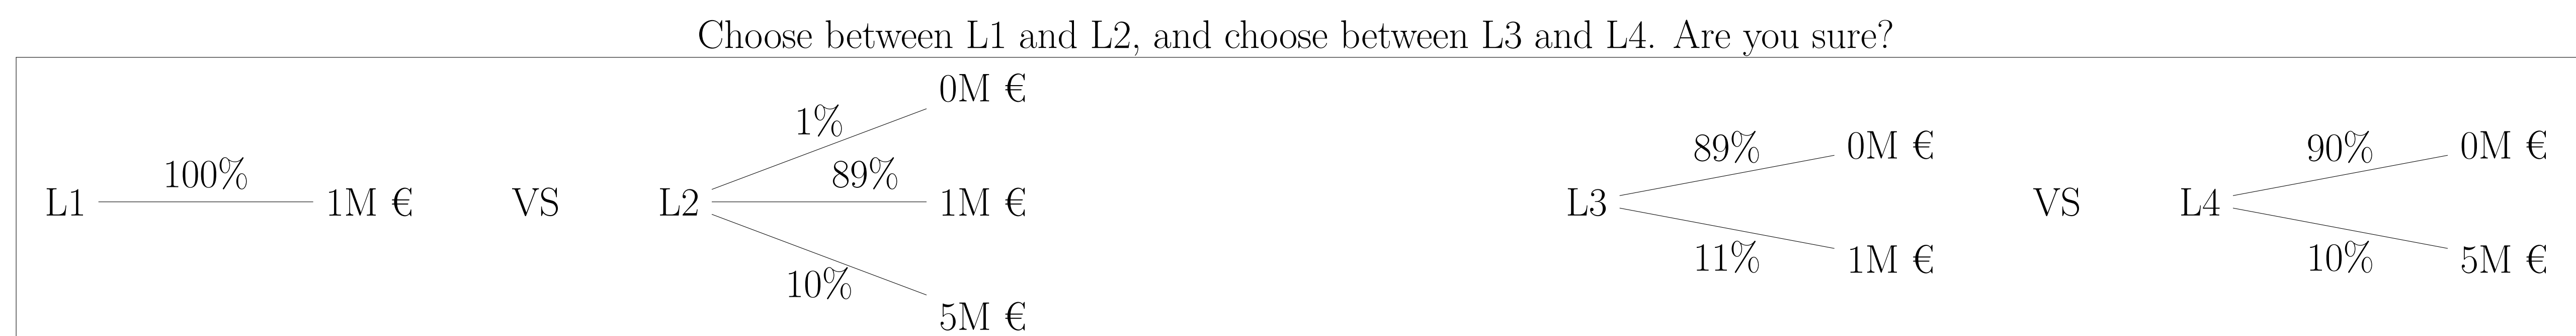 Choose between L1 and L2, and choose between L3 and L4. Are you sure?
0M €
1%
89% 90%
0M € 0M €
100% 89%
L1 1M € VS L2 1M € L3 VS L4
11% 1M € 10% 5M €
10%
5M €